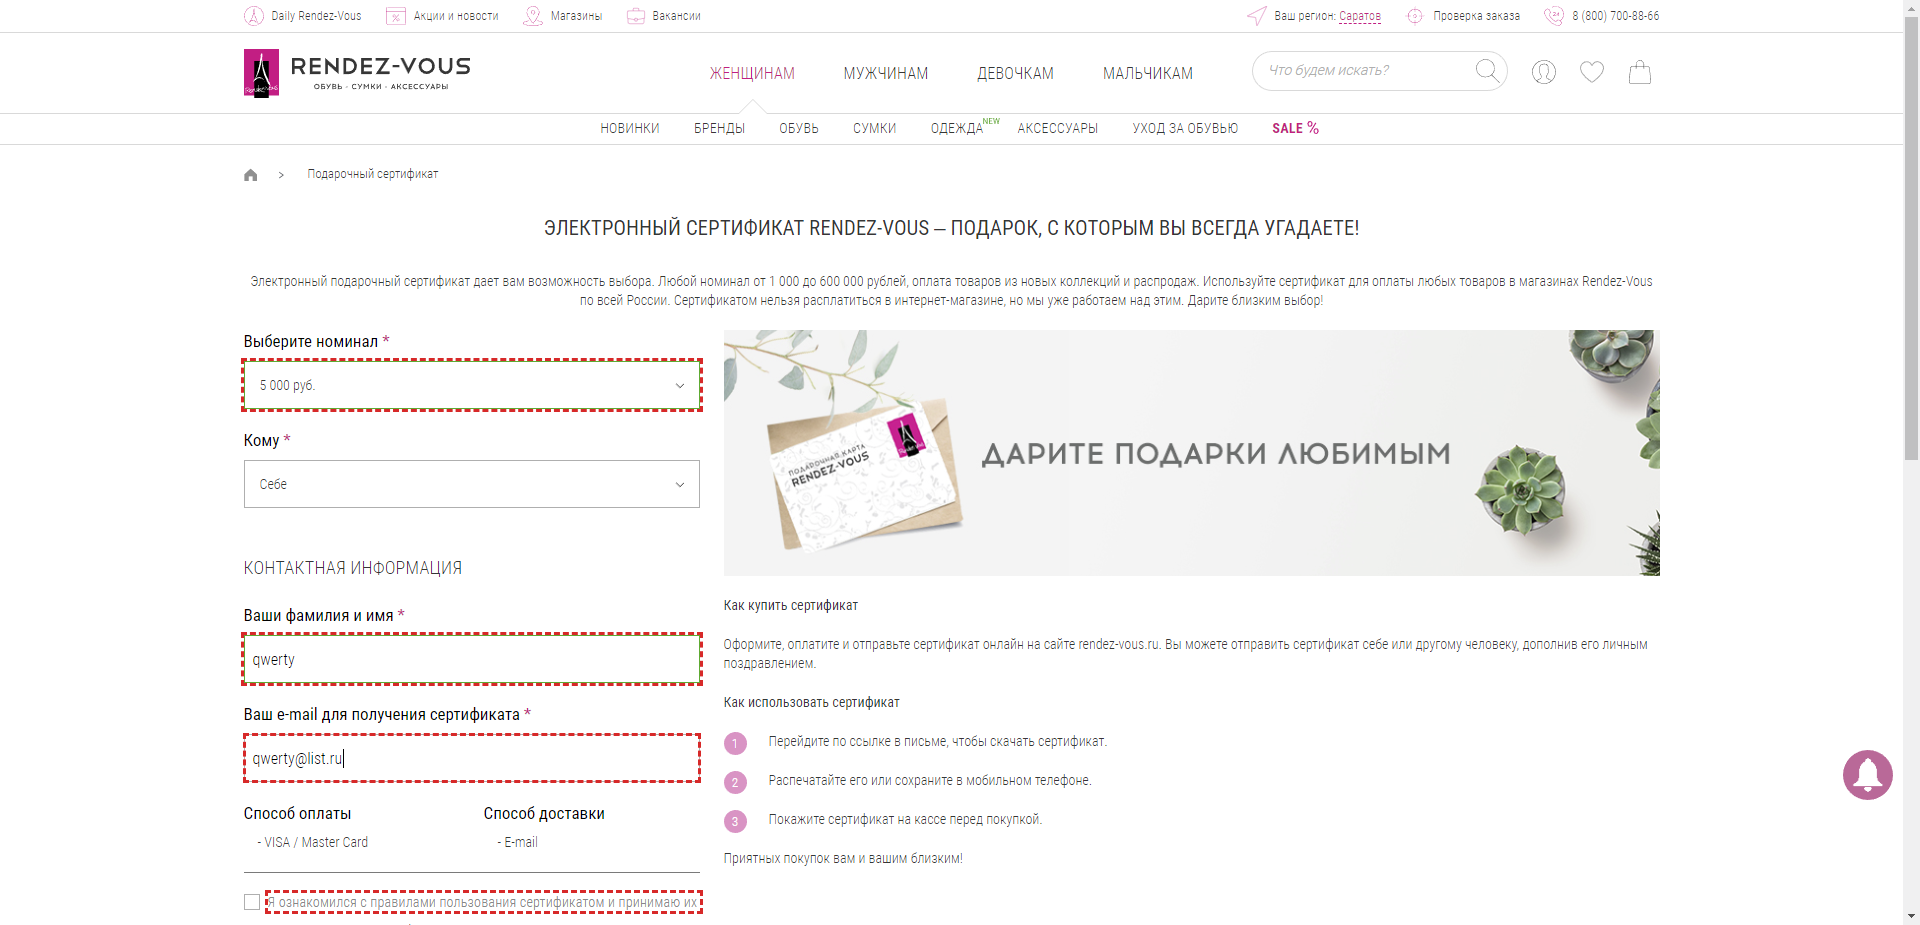 Daily Rendez-Vous
Акции и новости
Магазины
Вакансии
Ваш регион: Саратов
Проверка заказа
8 (800) 700-88-66
RENDEZ-VOUS
ОБУВЬ · СУМКИ · АКСЕССУАРЫ
ЖЕНЩИНАМ
МУЖЧИНАМ
ДЕВОЧКАМ
МАЛЬЧИКАМ
Что будем искать?
НОВИНКИ
БРЕНДЫ
ОБУВЬ
СУМКИ
ОДЕЖДА NEW
АКСЕССУАРЫ
УХОД ЗА ОБУВЬЮ
SALE %
> Подарочный сертификат
ЭЛЕКТРОННЫЙ СЕРТИФИКАТ RENDEZ-VOUS – ПОДАРОК, С КОТОРЫМ ВЫ ВСЕГДА УГАДАЕТЕ!
Электронный подарочный сертификат дает вам возможность выбора. Любой номинал от 1 000 до 600 000 рублей, оплата товаров из новых коллекций и распродаж. Используйте сертификат для оплаты любых товаров в магазинах Rendez-Vous
по всей России. Сертификатом нельзя расплатиться в интернет-магазине, но мы уже работаем над этим. Дарите близким выбор!
Выберите номинал *
5 000 руб.
Кому *
Себе
КОНТАКТНАЯ ИНФОРМАЦИЯ
Ваши фамилия и имя *
qwerty
Ваш e-mail для получения сертификата *
qwerty@list.ru
Способ оплаты
- VISA / Master Card
Способ доставки
- E-mail
Я ознакомился с правилами пользования сертификатом и принимаю их
ПОДАРОЧНАЯ КАРТА
RENDEZ-VOUS
ДАРИТЕ ПОДАРКИ ЛЮБИМЫМ
Как купить сертификат
Оформите, оплатите и отправьте сертификат онлайн на сайте rendez-vous.ru. Вы можете отправить сертификат себе или другому человеку, дополнив его личным
поздравлением.
Как использовать сертификат
1 Перейдите по ссылке в письме, чтобы скачать сертификат.
2 Распечатайте его или сохраните в мобильном телефоне.
3 Покажите сертификат на кассе перед покупкой.
Приятных покупок вам и вашим близким!